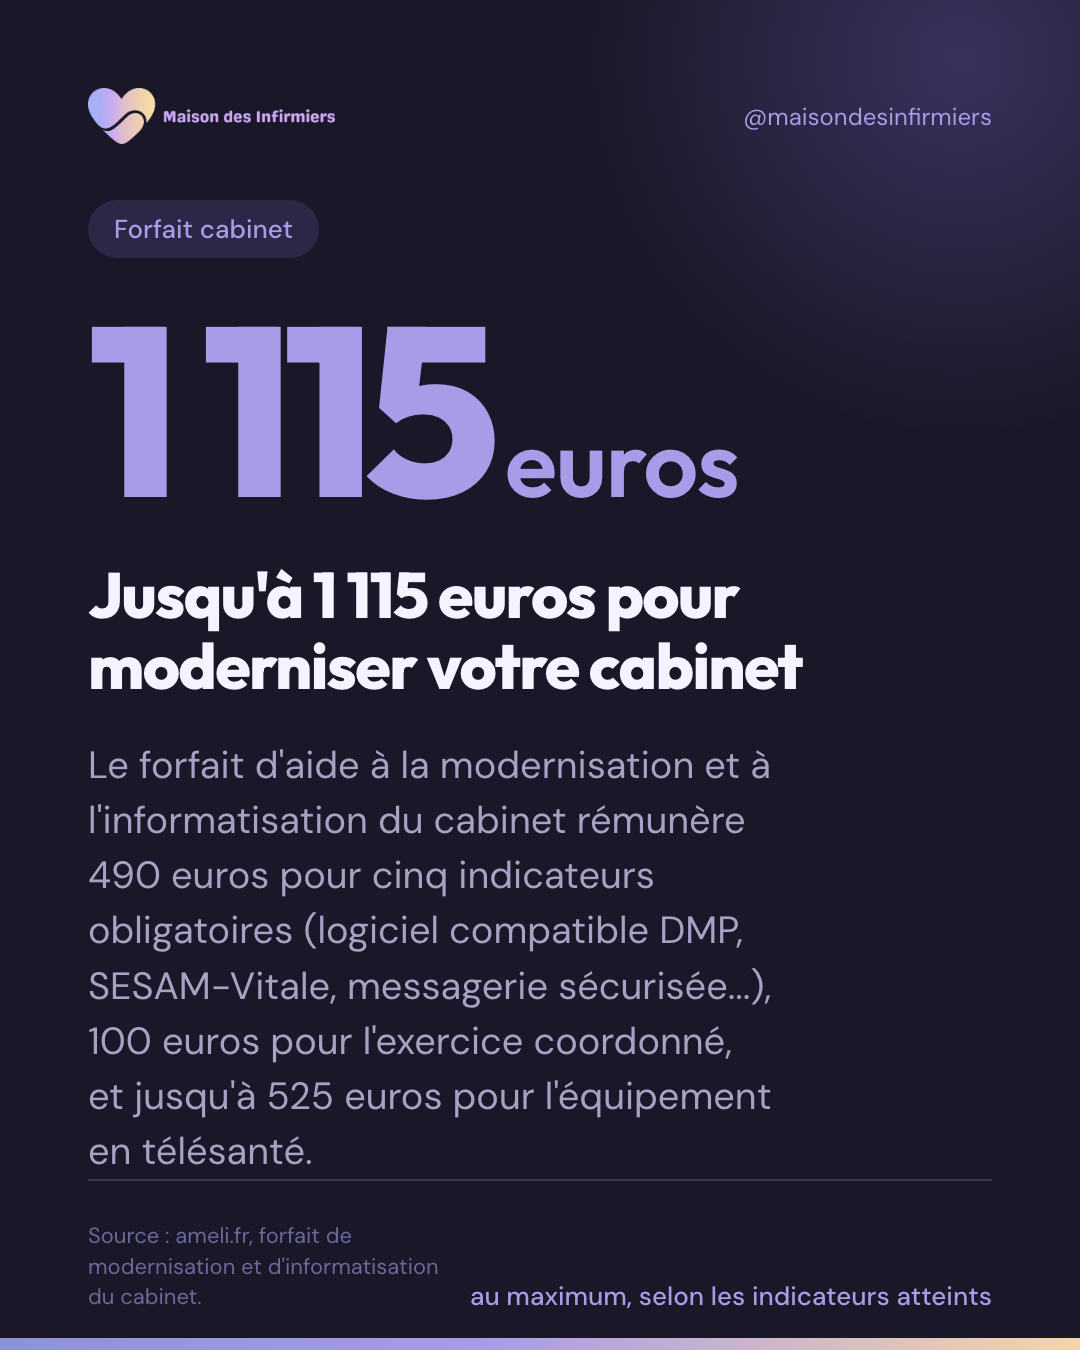 Maison des Infirmiers
@maisondesinfirmiers
Forfait cabinet
1 115 euros
Jusqu'à 1 115 euros pour
moderniser votre cabinet
Le forfait d'aide à la modernisation et à
l'informatisation du cabinet rémunère
490 euros pour cinq indicateurs
obligatoires (logiciel compatible DMP,
SESAM-Vitale, messagerie sécurisée...),
100 euros pour l'exercice coordonné,
et jusqu'à 525 euros pour l'équipement
en télésanté.
Source : ameli.fr, forfait de
modernisation et d'informatisation
du cabinet.
au maximum, selon les indicateurs atteints